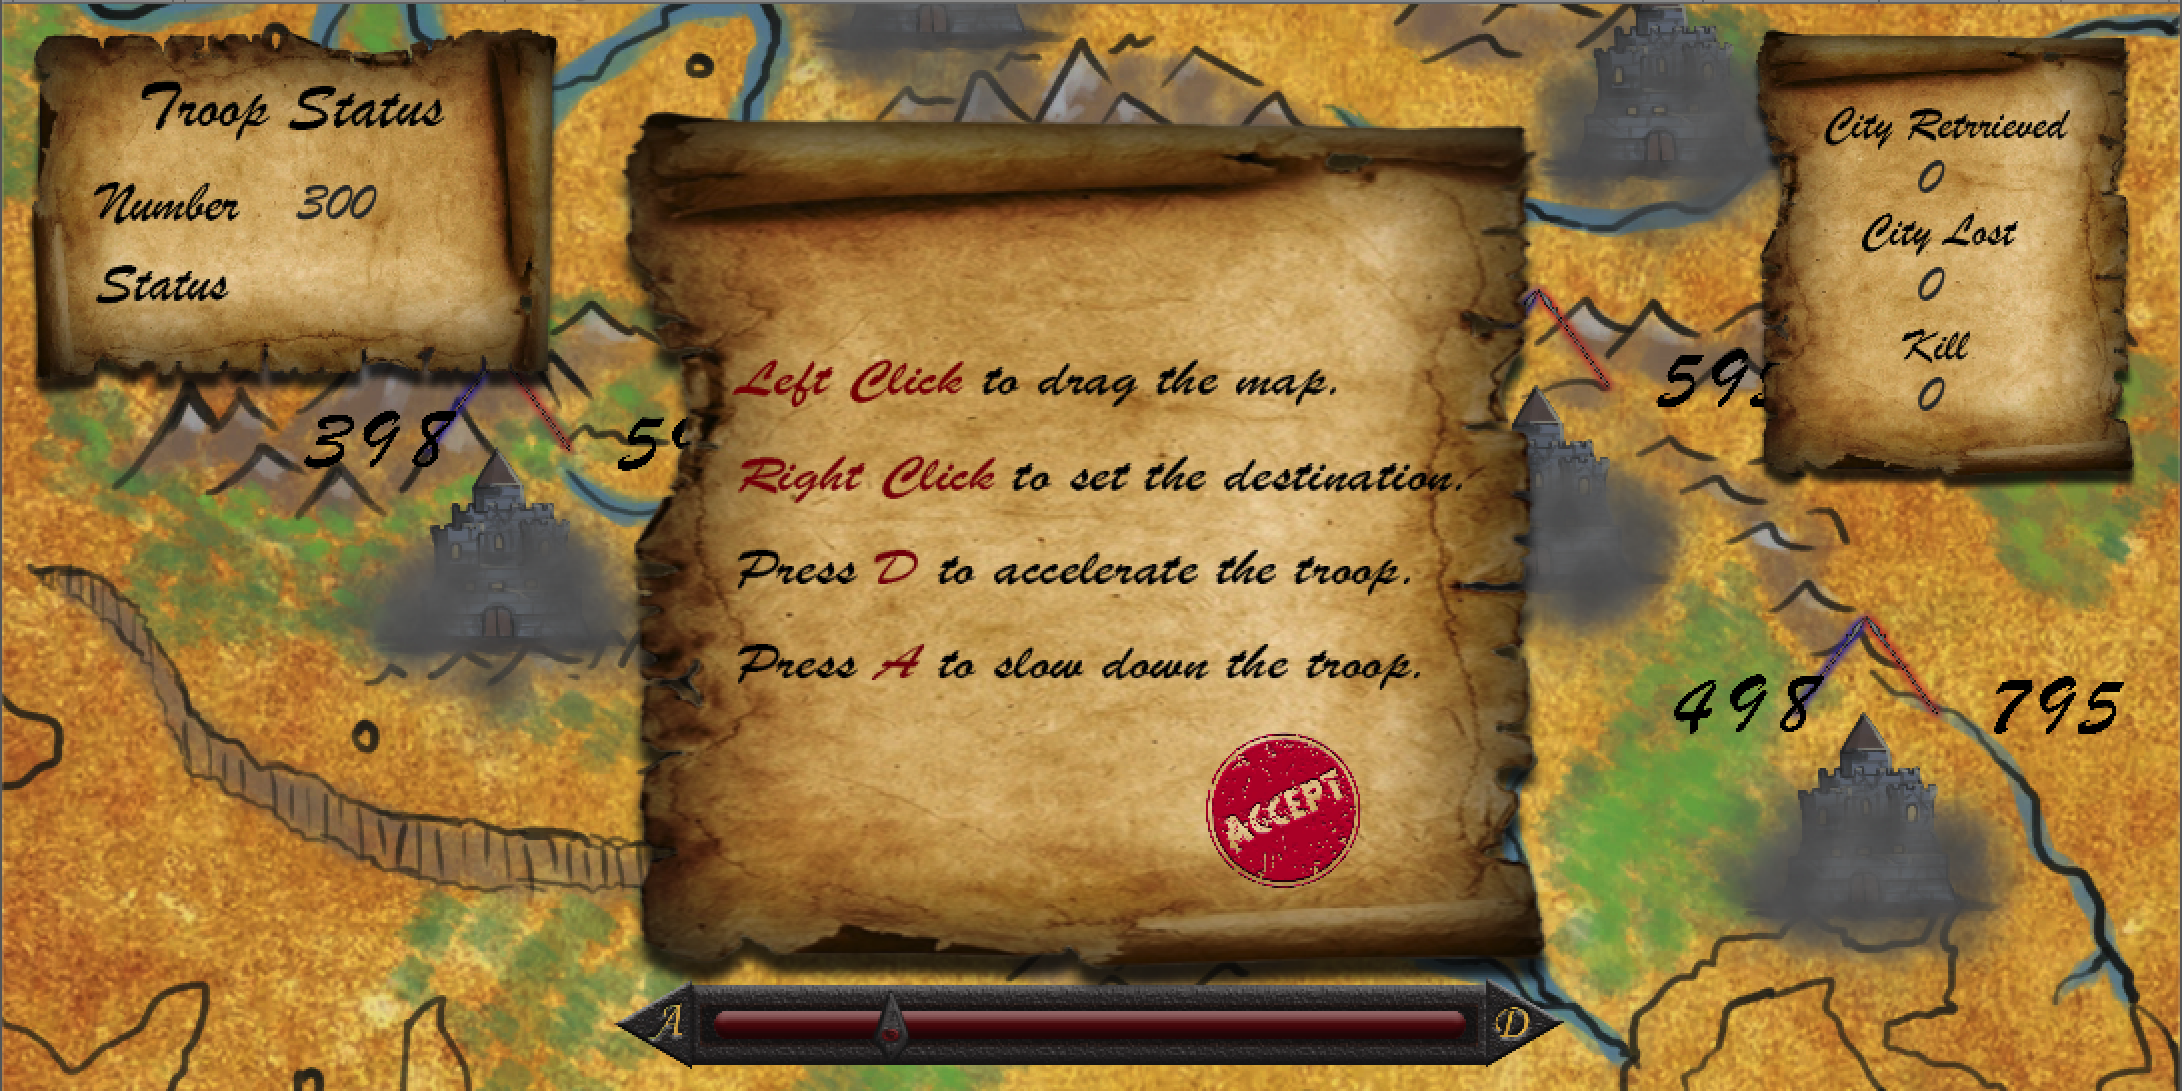 Troop Status
Number 300
Status
City Retrrieved
0
City Lost
0
Kill
0
398
Left Click to drag the map.
Right Click to set the destination.
Press D to accelerate the troop.
Press A to slow down the troop.
ACCEPT
498 795
A D